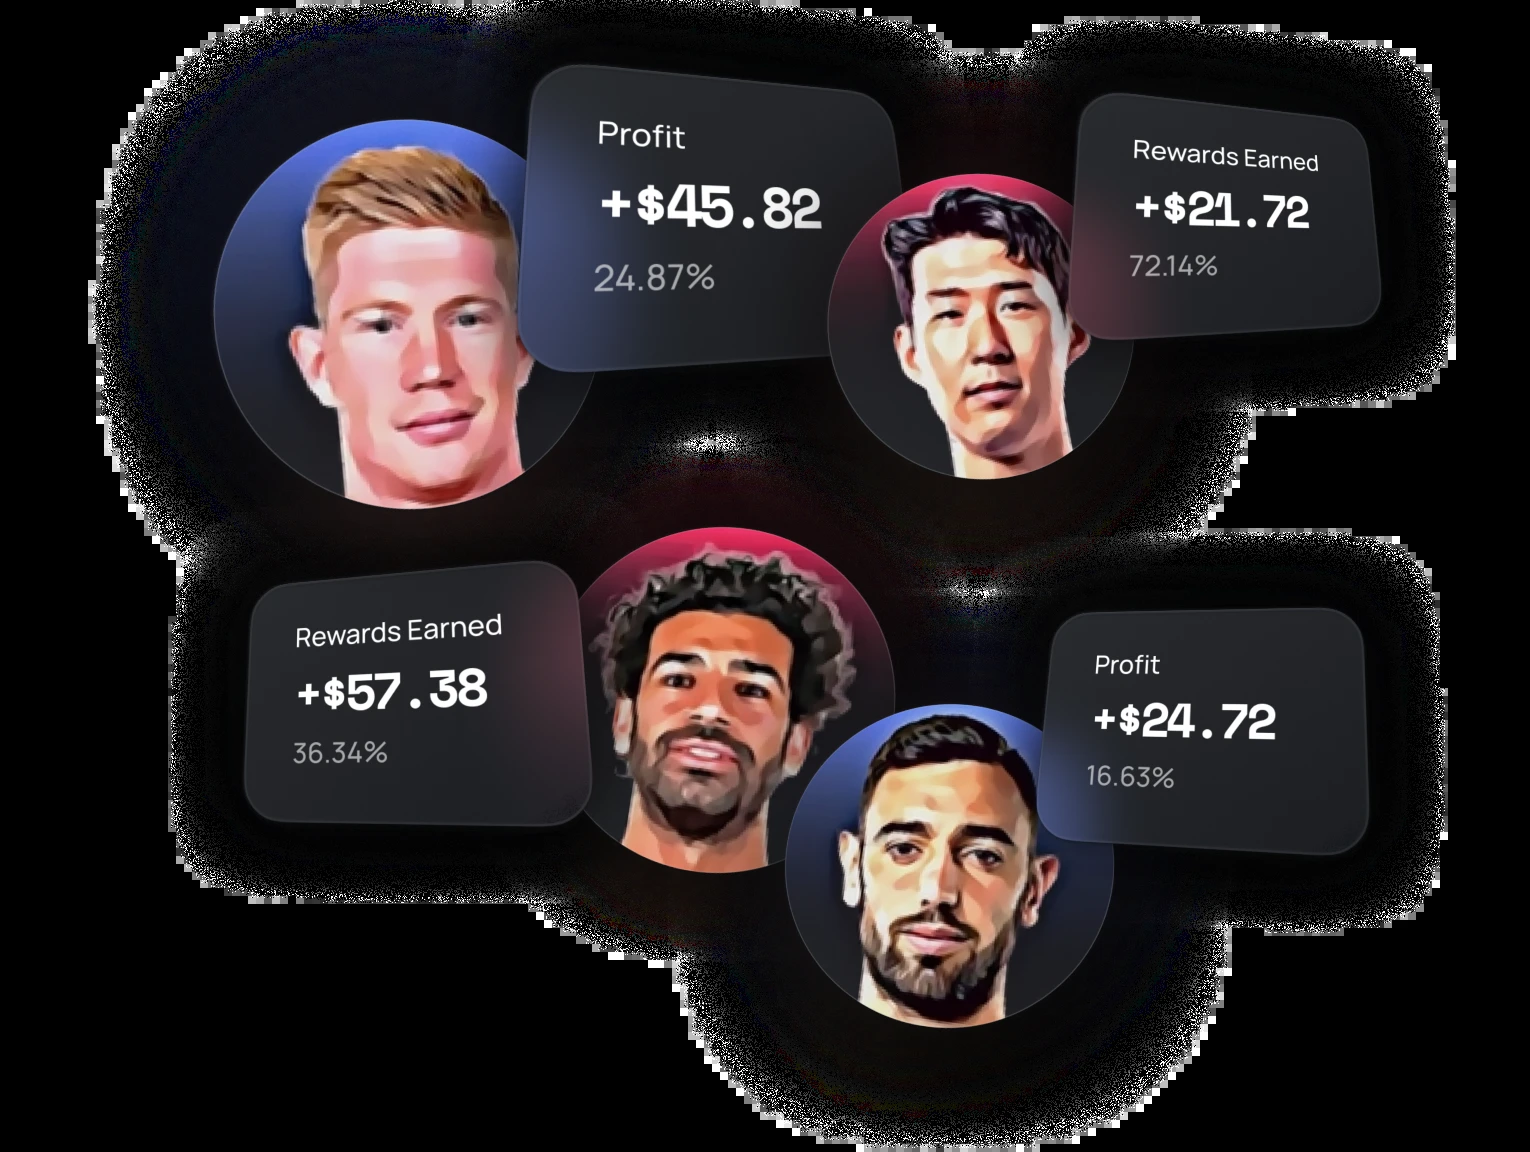 Profit
+$45.82
24.87%
Rewards Earned
+$21.72
72.14%
Rewards Earned
+$57.38
36.34%
Profit
+$24.72
16.63%